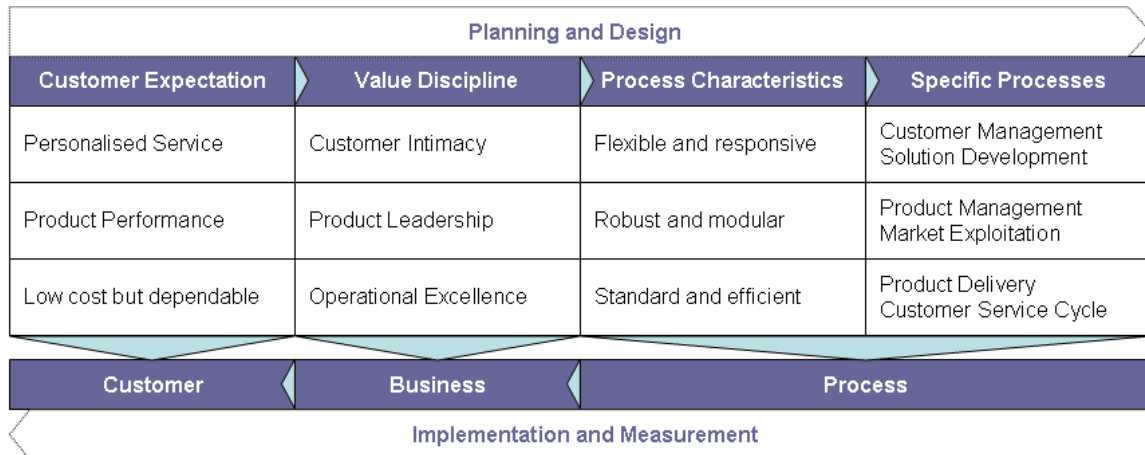 Planning and Design
Customer Expectation
Value Discipline
Process Characteristics
Specific Processes
Personalised Service
Customer Intimacy
Flexible and responsive
Customer Management
Solution Development
Product Performance
Product Leadership
Robust and modular
Product Management
Market Exploitation
Low cost but dependable
Operational Excellence
Standard and efficient
Product Delivery
Customer Service Cycle
Customer
Business
Process
Implementation and Measurement